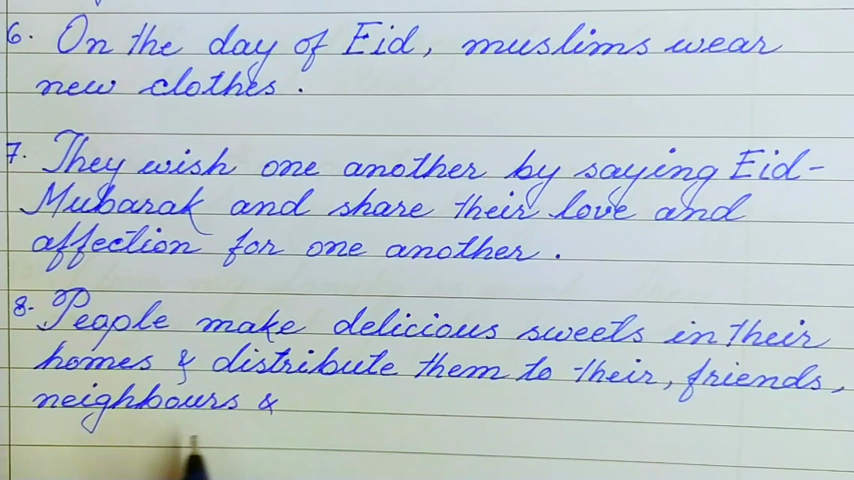 6. On the day of Eid, muslims wear
new clothes.
7. They wish one another by saying Eid-
Mubarak and share their love and
affection for one another.
8. People make delicious sweets in their
homes & distribute them to their, friends,
neighbours &